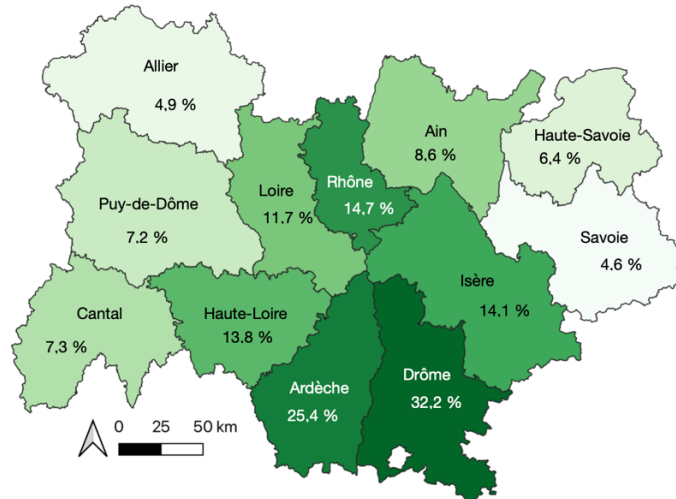 Allier
4,9 %
Ain
8,6 %
Haute-Savoie
6,4 %
Rhône
14,7 %
Loire
11.7 %
Puy-de-Dôme
7.2 %
Savoie
4.6 %
Isère
14.1 %
Cantal
7,3 %
Haute-Loire
13.8 %
Ardèche
25,4 %
Drôme
32,2 %
0 25 50 km